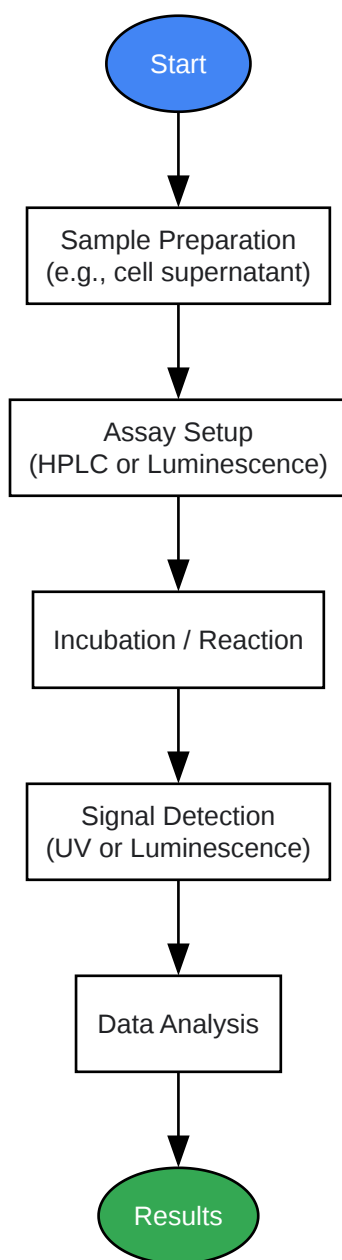 Start
Sample Preparation
(e.g., cell supernatant)
Assay Setup
(HPLC or Luminescence)
Incubation / Reaction
Signal Detection
(UV or Luminescence)
Data Analysis
Results